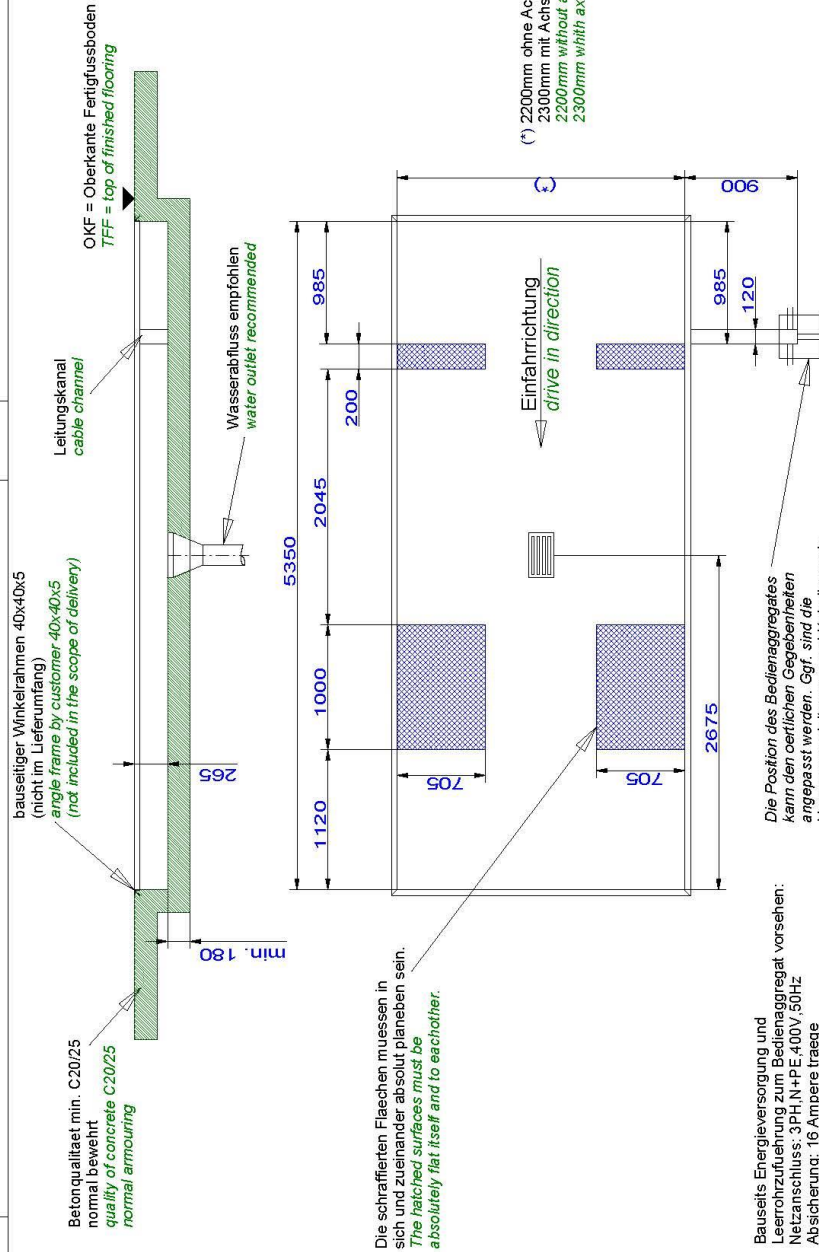 bauseitiger Winkelrahmen 40x40x5
(nicht im Lieferumfang)
angle frame by customer 40x40x5
(not included in the scope of delivery)
Leitungskanal
cable channel
OKF = Oberkante Fertigfussboden
TFF = top of finished flooring
Betonqualitaet min. C20/25
normal bewehrt
quality of concrete C20/25
normal armouring
265
min. 180
Wasserabfluss empfohlen
water outlet recommended
5350
1120
1000
2045
200
985
705
705
(*)
Einfahrrichtung
drive in direction
2675
985
120
900
(*) 2200mm ohne Ac
2300mm mit Achs
2200mm without a
2300mm whith ax
Die schraffierten Flaechen muessen in
sich und zueinander absolut planeben sein.
The hatched surfaces must be
absolutely flat itself and to eachother.
Bauseits Energieversorgung und
Leerrohrzufuehrung zum Bedienaggregat vorsehen:
Netzanschluss: 3PH,N+PE,400V,50Hz
Absicherung: 16 Ampere traege
Die Position des Bedienaggregates
kann den oertlichen Gegebenheiten
angepasst werden. Ggf. sind die